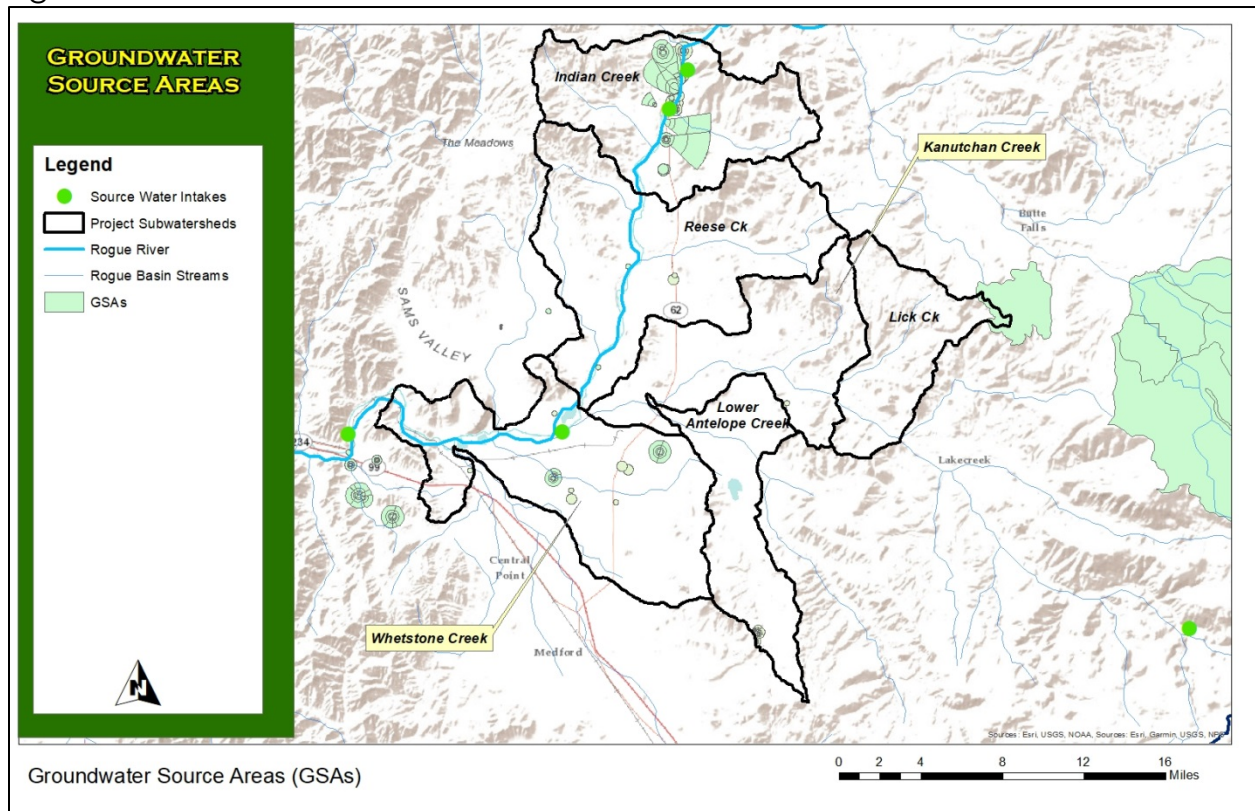 GROUNDWATER
SOURCE AREAS
Legend
Source Water Intakes
Project Subwatersheds
Rogue River
Rogue Basin Streams
GSAs
N
Indian Creek
The Meadows
Kanutchan Creek
Reese Ck
Butte
Falls
SAMS VALLEY
62
Lick Ck
Lower
Antelope Creek
234
99
Lakecreek
Central
Point
Whetstone Creek
Medford
Sources: Esri, USGS, NOAA, Sources: Esri, Garmin, USGS, NPS
Groundwater Source Areas (GSAs)
0 2 4 8 12 16
Miles